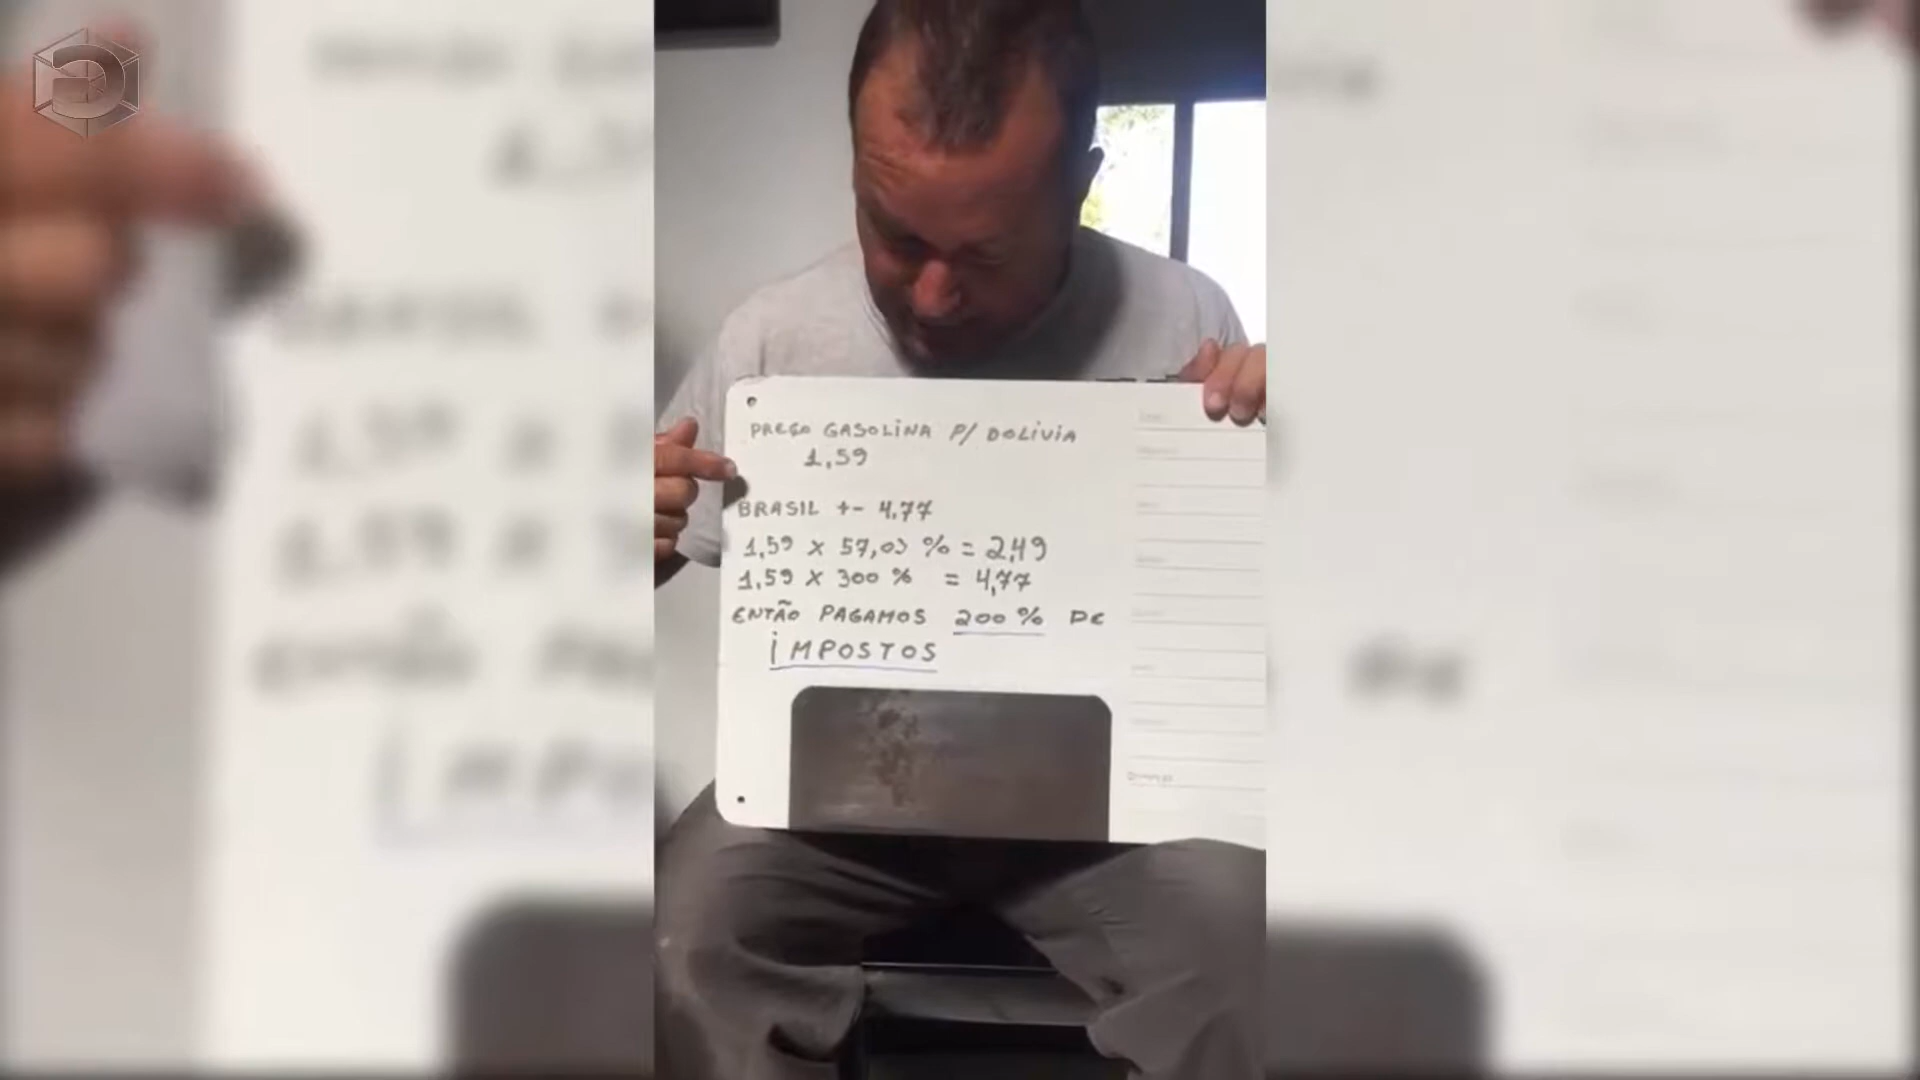 PREÇO GASOLINA P/ BOLIVIA
1,59
BRASIL +- 4,77
1,59 x 57,03 % = 2,49
1,59 x 300 % = 4,77
ENTÃO PAGAMOS 200 % DE
IMPOSTOS